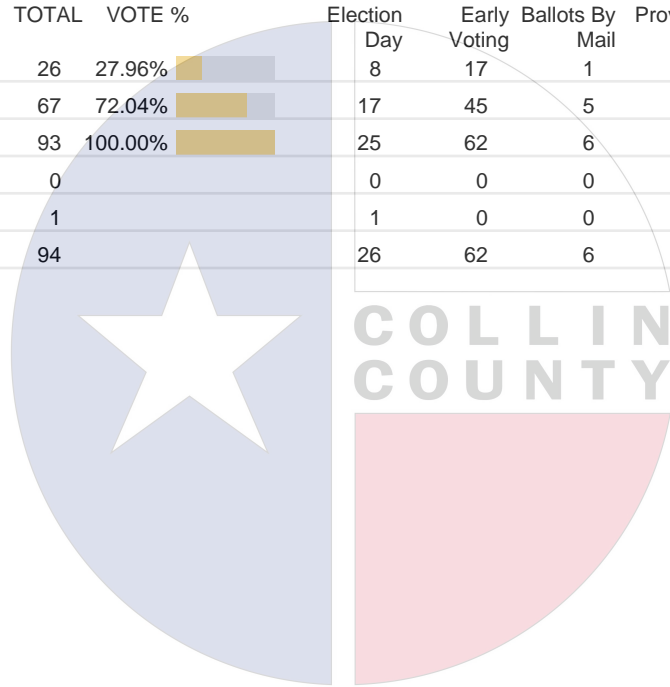 TOTAL VOTE % Election Day Early Voting Ballots By Mail Prov
26 27.96% 8 17 1
67 72.04% 17 45 5
93 100.00% 25 62 6
0 0 0 0
1 1 0 0
94 26 62 6
COLLIN
COUNTY